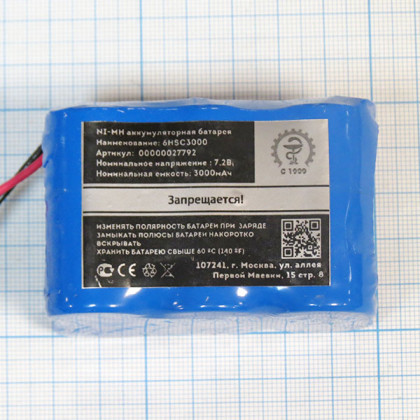 NI-MH аккумуляторная батарея
Наименование: 6HSC3000
Артикул: 00000027792
Номинальное напряжение : 7.2В;
Номинальная емкость: 3000мАч
С 1999
Запрещается!
ИЗМЕНЯТЬ ПОЛЯРНОСТЬ БАТАРЕИ ПРИ ЗАРЯДЕ
ЗАМЫКАТЬ ПОЛЮСЫ БАТАРЕИ НАКОРОТКО
ВСКРЫВАТЬ
ХРАНИТЬ БАТАРЕЮ СВЫШЕ 60 ºC (140 ºF)
107241, г. Москва, ул. аллея
Первой Маевки, 15 стр. 8